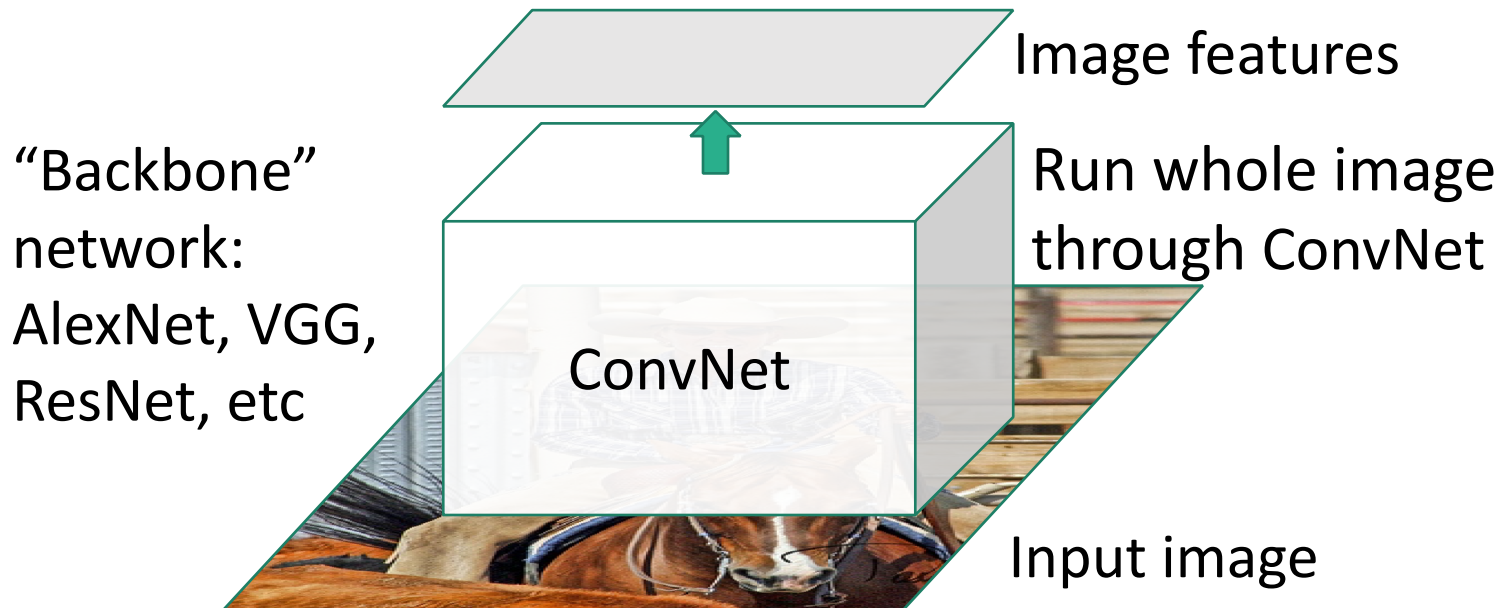 Image features
“Backbone”
network:
AlexNet, VGG,
ResNet, etc
Run whole image
through ConvNet
ConvNet
Input image